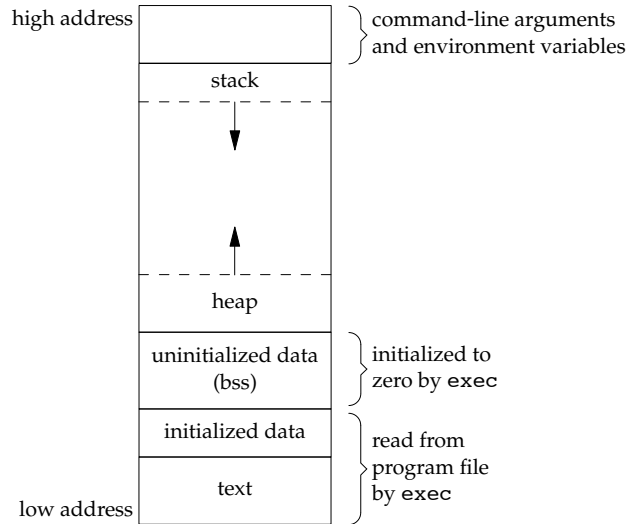 high address
command-line arguments
and environment variables
stack
heap
uninitialized data
(bss)
initialized to
zero by exec
initialized data
read from
program file
by exec
text
low address